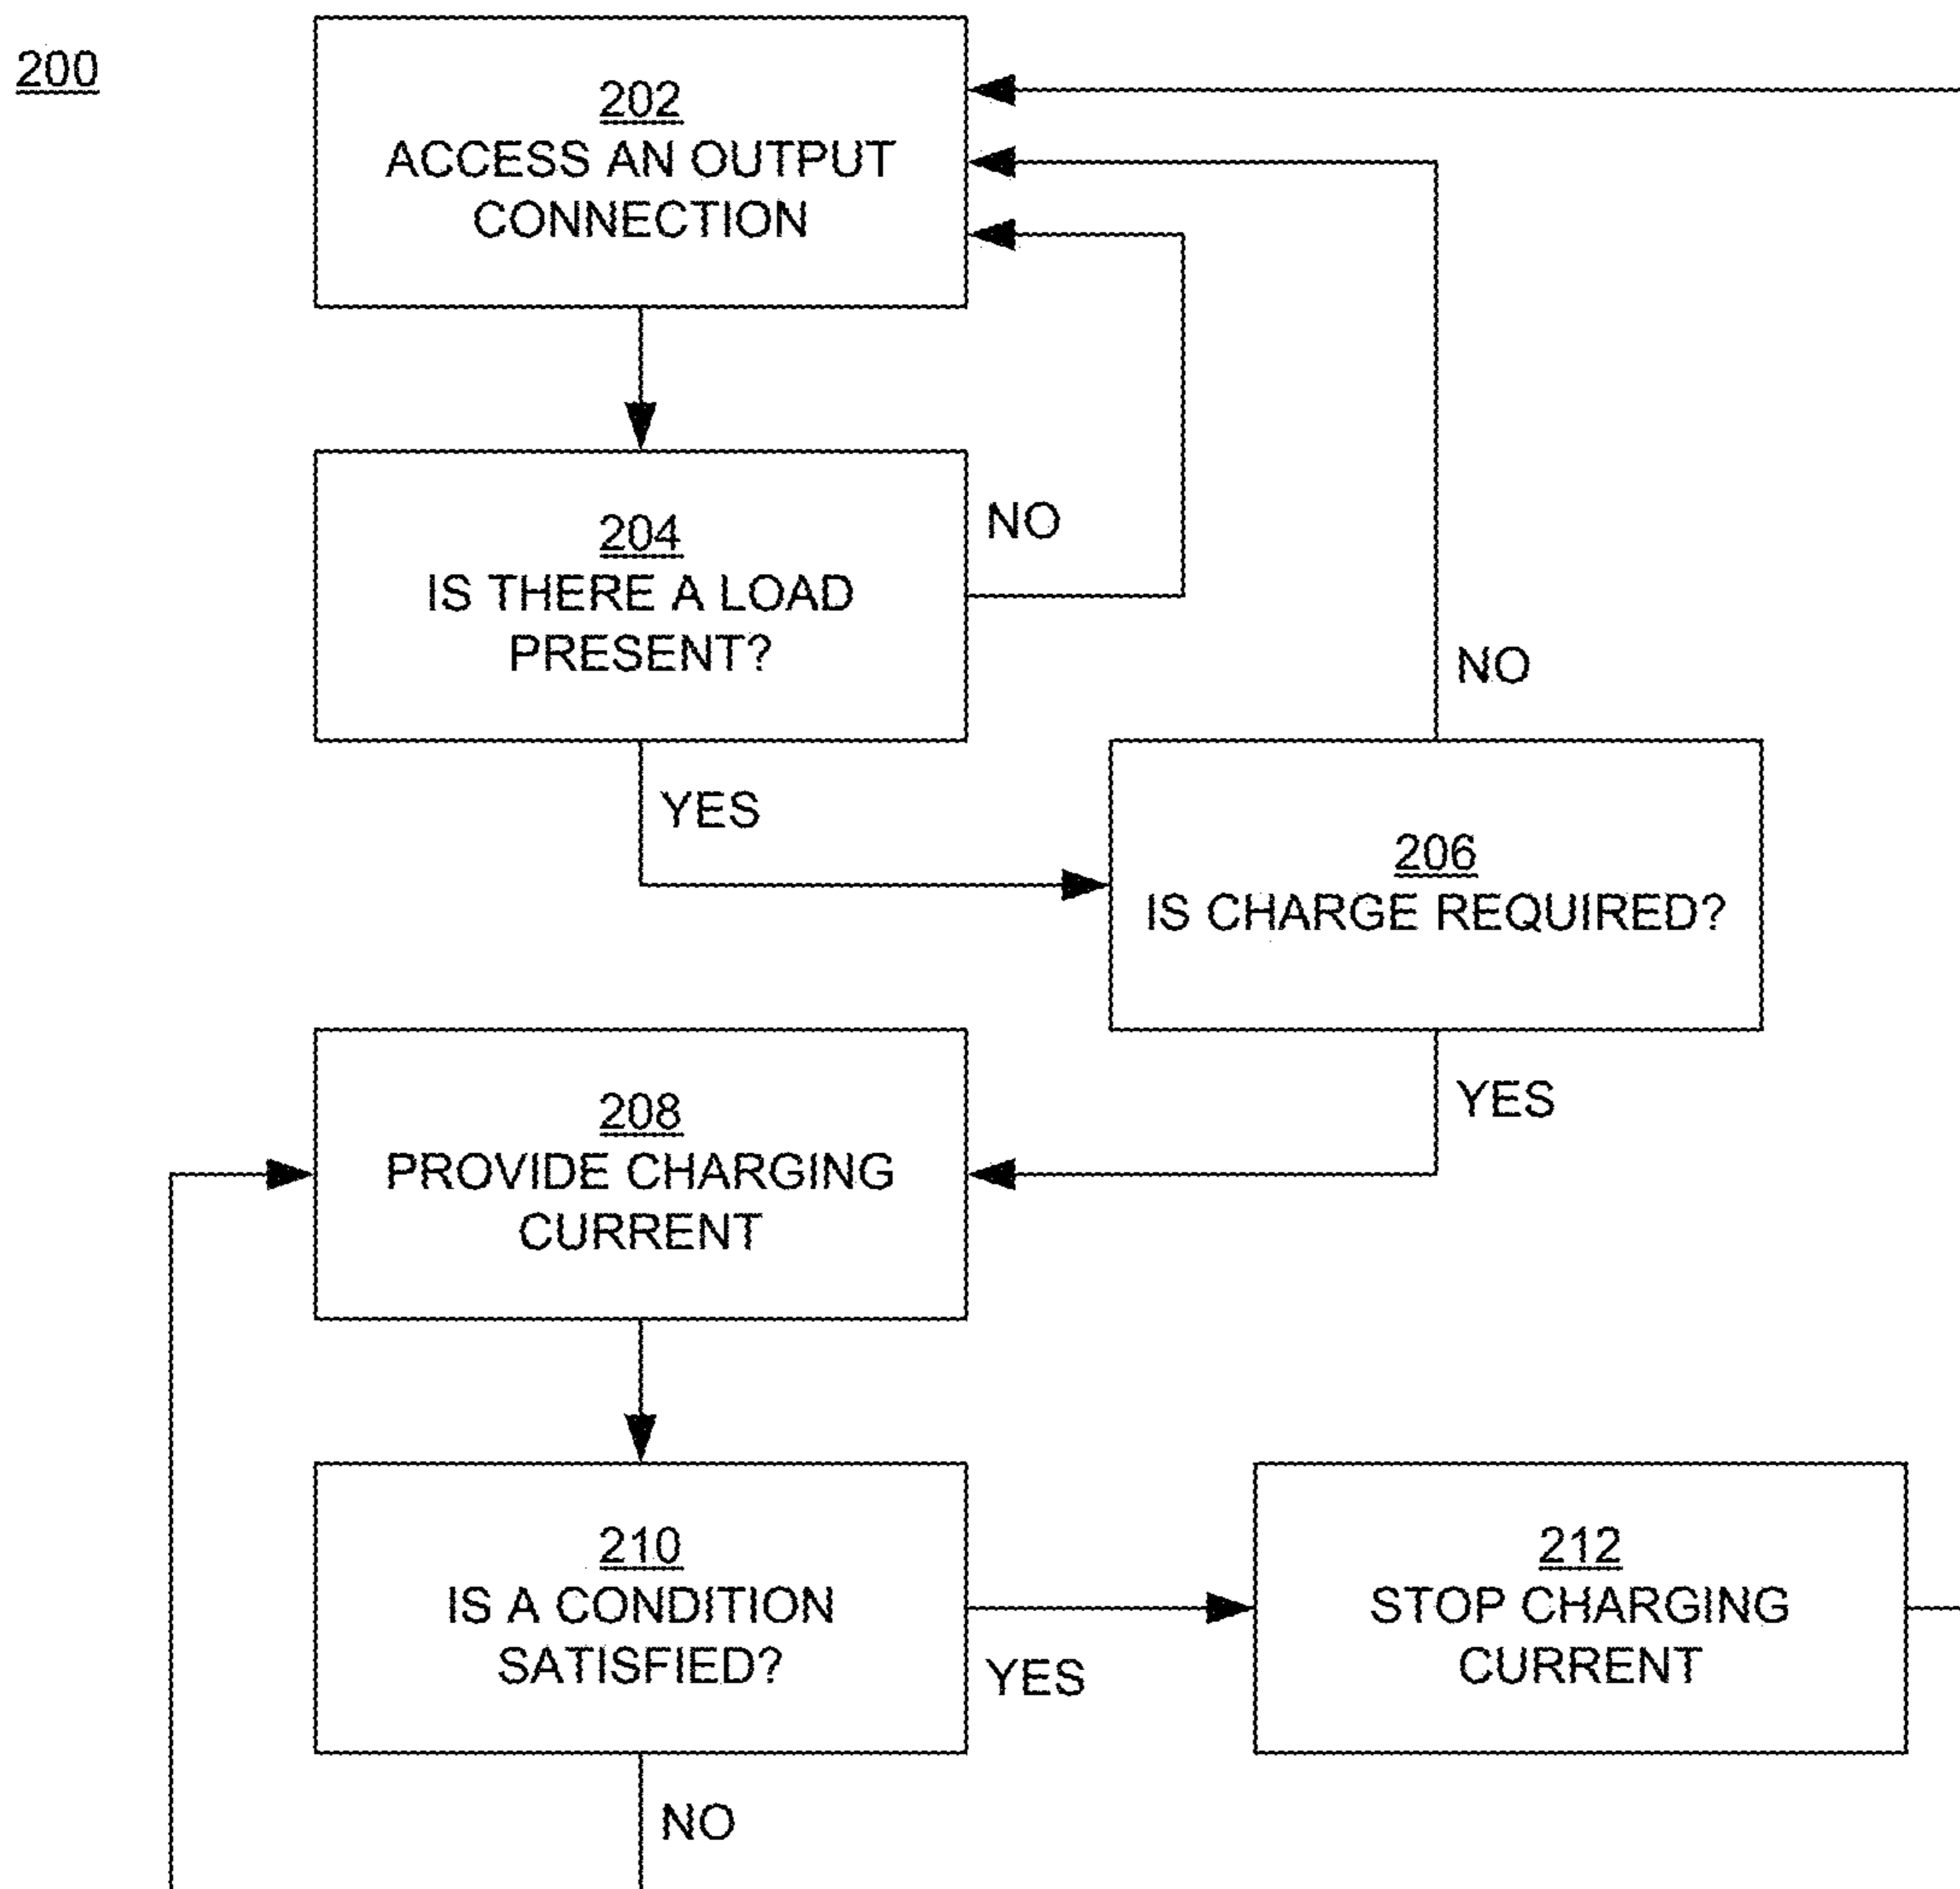 200
202
ACCESS AN OUTPUT
CONNECTION
204
IS THERE A LOAD
PRESENT?
NO
NO
YES
206
IS CHARGE REQUIRED?
YES
208
PROVIDE CHARGING
CURRENT
210
IS A CONDITION
SATISFIED?
YES
212
STOP CHARGING
CURRENT
NO